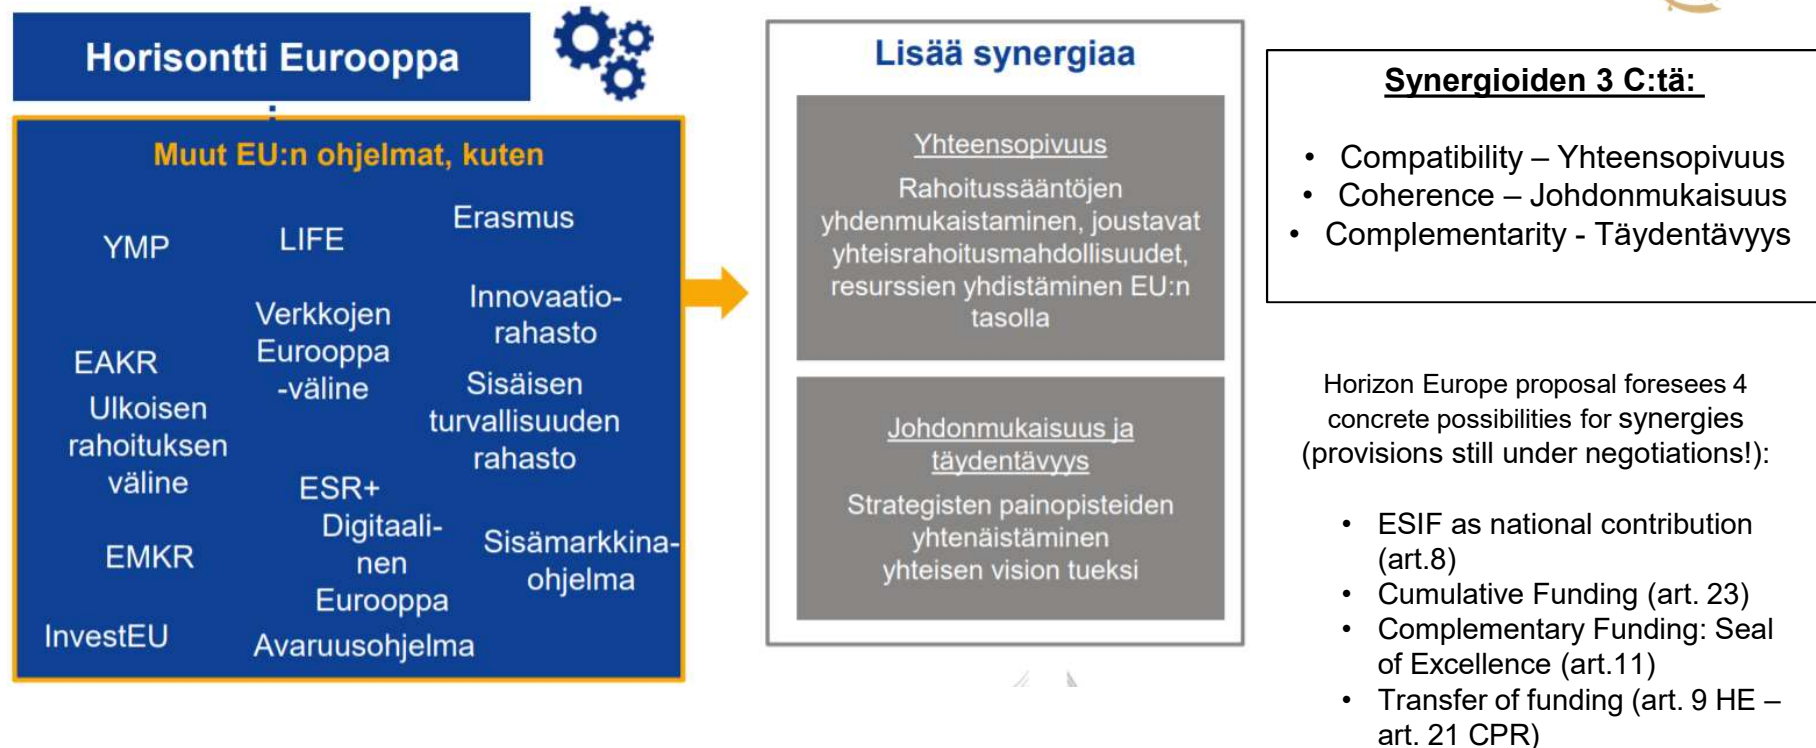 Horisontti Eurooppa
Muut EU:n ohjelmat, kuten
YMP
LIFE
Erasmus
EAKR
Verkkojen
Eurooppa
-väline
Innovaatio-
rahasto
Ulkoisen
rahoituksen
väline
Sisäisen
turvallisuuden
rahasto
EMKR
ESR+
Digitaali-
nen
Eurooppa
Sisämarkkina-
ohjelma
InvestEU
Avaruusohjelma
Lisää synergiaa
Yhteensopivuus
Rahoitussääntöjen
yhdenmukaistaminen, joustavat
yhteisrahoitusmahdollisuudet,
resurssien yhdistäminen EU:n
tasolla
Johdonmukaisuus ja
täydentävyys
Strategisten painopisteiden
yhtenäistäminen
yhteisen vision tueksi
Synergioiden 3 C:tä:
• Compatibility – Yhteensopivuus
• Coherence – Johdonmukaisuus
• Complementarity - Täydentävyys
Horizon Europe proposal foresees 4
concrete possibilities for synergies
(provisions still under negotiations!):
• ESIF as national contribution
(art.8)
• Cumulative Funding (art. 23)
• Complementary Funding: Seal
of Excellence (art.11)
• Transfer of funding (art. 9 HE –
art. 21 CPR)